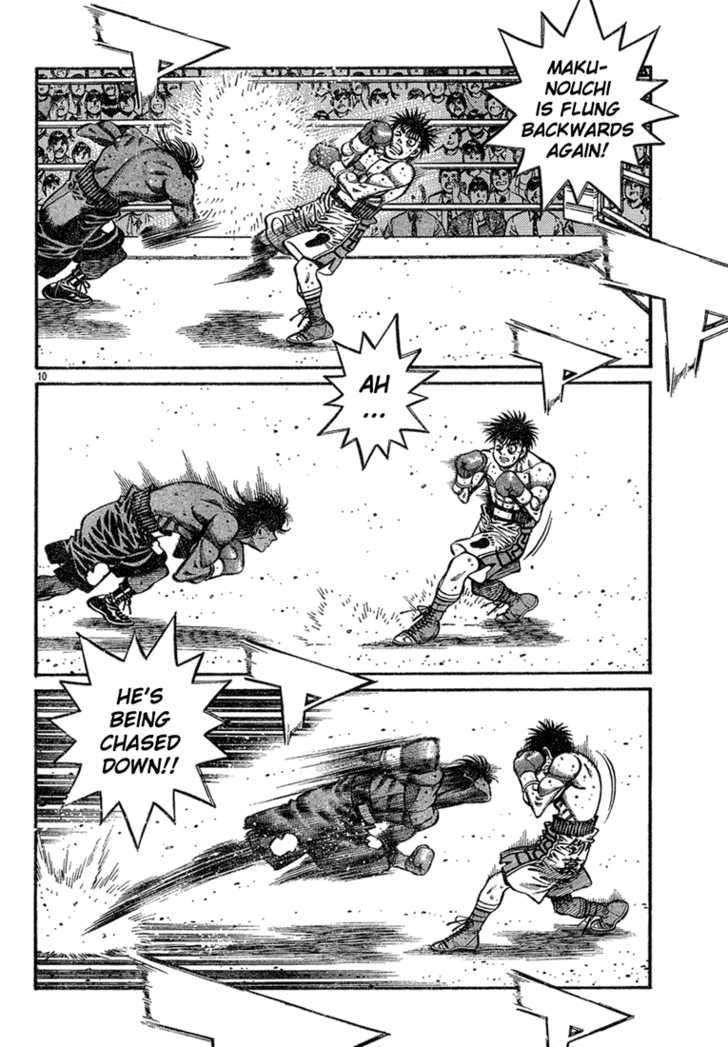 MAKU-
NOUCHI
IS FLUNG
BACKWARDS
AGAIN!
10
AH
...
HE'S
BEING
CHASED
DOWN!!